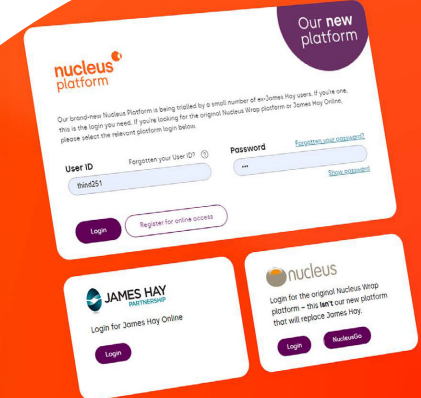 Our new
platform
nucleus
platform
Our brand-new Nucleus Platform is being trialled by a small number of ex-James Hay users. If you're one,
this is the login you need. If you're looking for the original Nucleus Wrap platform or James Hay Online,
please select the relevant platform login below.
User ID
Forgotten your User ID?
?
thind251
Password
Forgotten your password?
•••
Show password
Login
Register for online access
JAMES HAY
PARTNERSHIP
Login for James Hay Online
Login
nucleus
Login for the original Nucleus Wrap
platform – this isn't our new platform
that will replace James Hay.
Login
NucleusGo